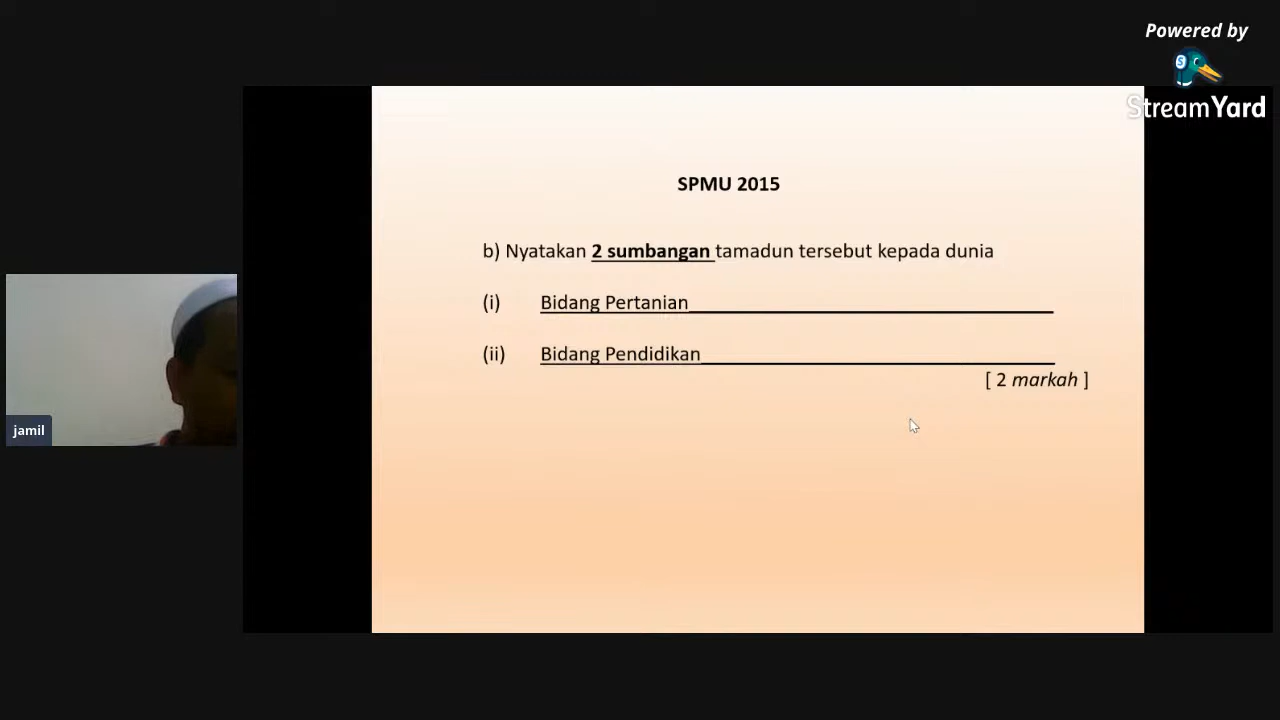 Powered by
StreamYard
SPMU 2015
b) Nyatakan 2 sumbangan tamadun tersebut kepada dunia
(i) Bidang Pertanian
(ii) Bidang Pendidikan
[ 2 markah ]
jamil